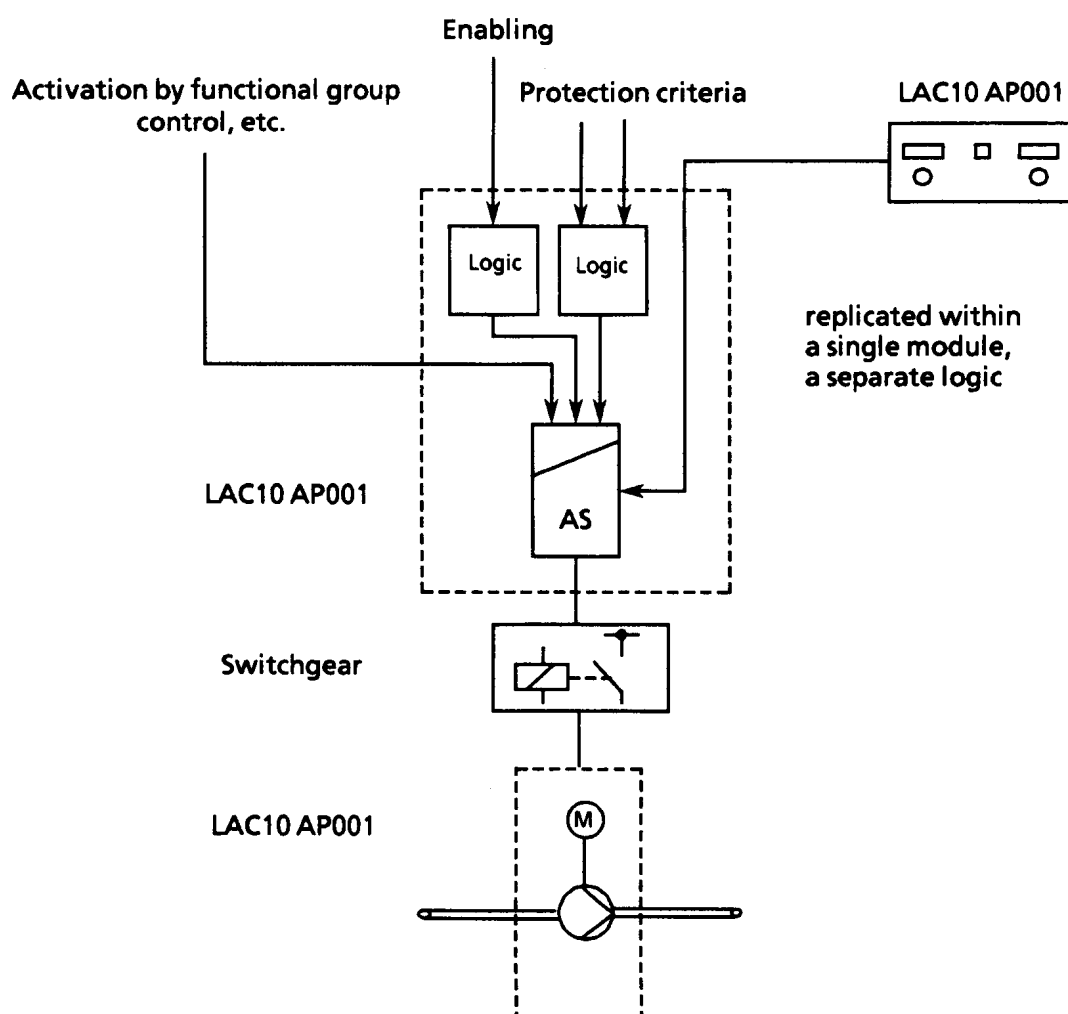 Enabling
Activation by functional group
control, etc.
Protection criteria
LAC10 AP001
Logic
Logic
replicated within
a single module,
a separate logic
LAC10 AP001
AS
Switchgear
LAC10 AP001
M